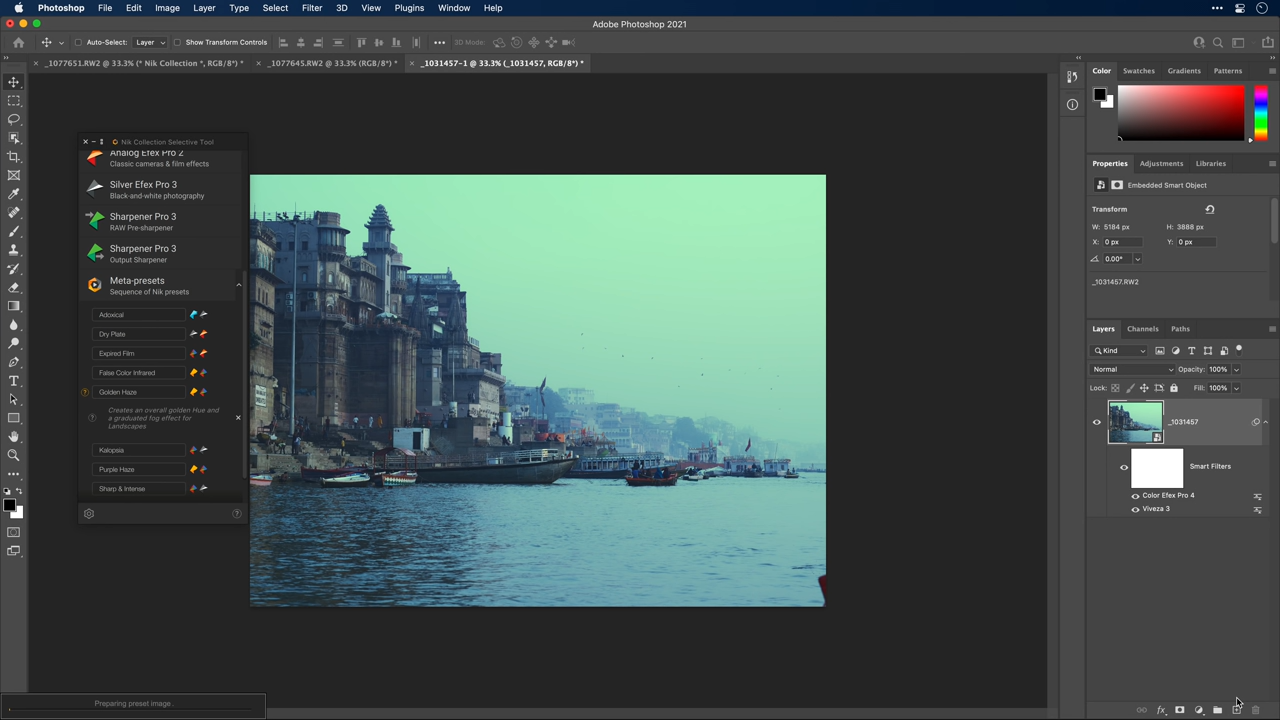 Photoshop File Edit Image Layer Type Select Filter 3D View Plugins Window Help
Adobe Photoshop 2021
Auto-Select: Layer Show Transform Controls 3D Mode:
_1077651.RW2 @ 33.3% (* Nik Collection *, RGB/8*) *
_1077645.RW2 @ 33.3% (RGB/8*) *
_1031457-1 @ 33.3% (_1031457, RGB/8*) *
Nik Collection Selective Tool
Analog Efex Pro 2
Classic cameras & film effects
Silver Efex Pro 3
Black-and-white photography
Sharpener Pro 3
RAW Pre-sharpener
Sharpener Pro 3
Output Sharpener
Meta-presets
Sequence of Nik presets
Adoxical
Dry Plate
Expired Film
False Color Infrared
Golden Haze
Creates an overall golden Hue and
a graduated fog effect for
Landscapes
Kalopsia
Purple Haze
Sharp & Intense
Preparing preset image
Color Swatches Gradients Patterns
Properties Adjustments Libraries
Embedded Smart Object
Transform
W: 5184 px H: 3888 px
X: 0 px Y: 0 px
0.00°
_1031457.RW2
Layers Channels Paths
Kind
Normal Opacity: 100%
Lock: Fill: 100%
_1031457
Smart Filters
Color Efex Pro 4
Viveza 3